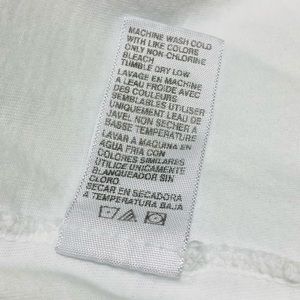 MACHINE WASH COLD
WITH LIKE COLORS
ONLY NON-CHLORINE
BLEACH
TUMBLE DRY LOW
LAVAGE EN MACHINE
A L'EAU FROIDE AVEC
DES COULEURS
SEMBLABLES UTILISER
UNIQUEMENT L'EAU DE
JAVEL NON SECHER A
BASSE TEMPERATURE
LAVAR A MAQUINA EN
AGUA FRIA CON
COLORES SIMILARES
UTILICE UNICAMENTE
BLANQUEADOR SIN
CLORO.
SECAR EN SECADORA
A TEMPERATURA BAJA